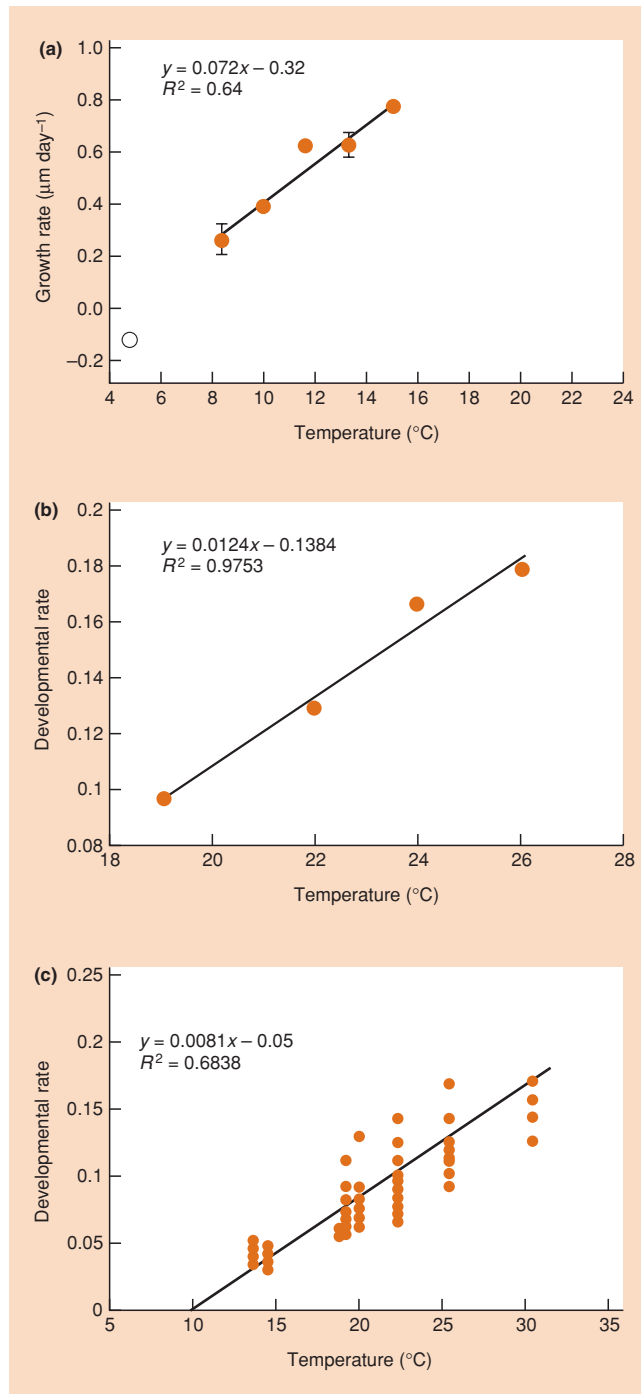 (a)
1.0
0.8
0.6
0.4
0.2
0.0
–0.2
Growth rate (μm day⁻¹)
y = 0.072x – 0.32
R² = 0.64
4 6 8 10 12 14 16 18 20 22 24
Temperature (°C)
(b)
0.2
0.18
0.16
0.14
0.12
0.1
0.08
Developmental rate
y = 0.0124x – 0.1384
R² = 0.9753
18 20 22 24 26 28
Temperature (°C)
(c)
0.25
0.2
0.15
0.1
0.05
0
Developmental rate
y = 0.0081x – 0.05
R² = 0.6838
5 10 15 20 25 30 35
Temperature (°C)